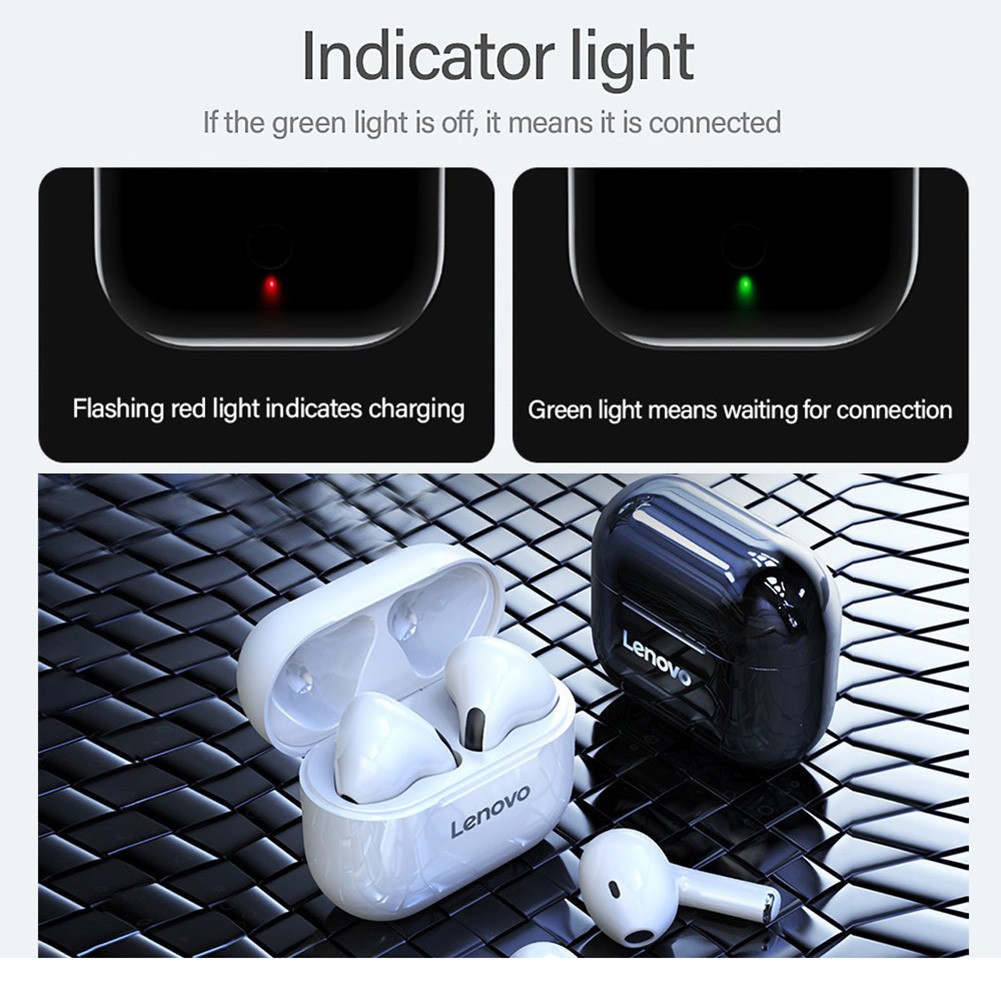 Indicator light
If the green light is off, it means it is connected
Flashing red light indicates charging
Green light means waiting for connection
Lenovo
Lenovo